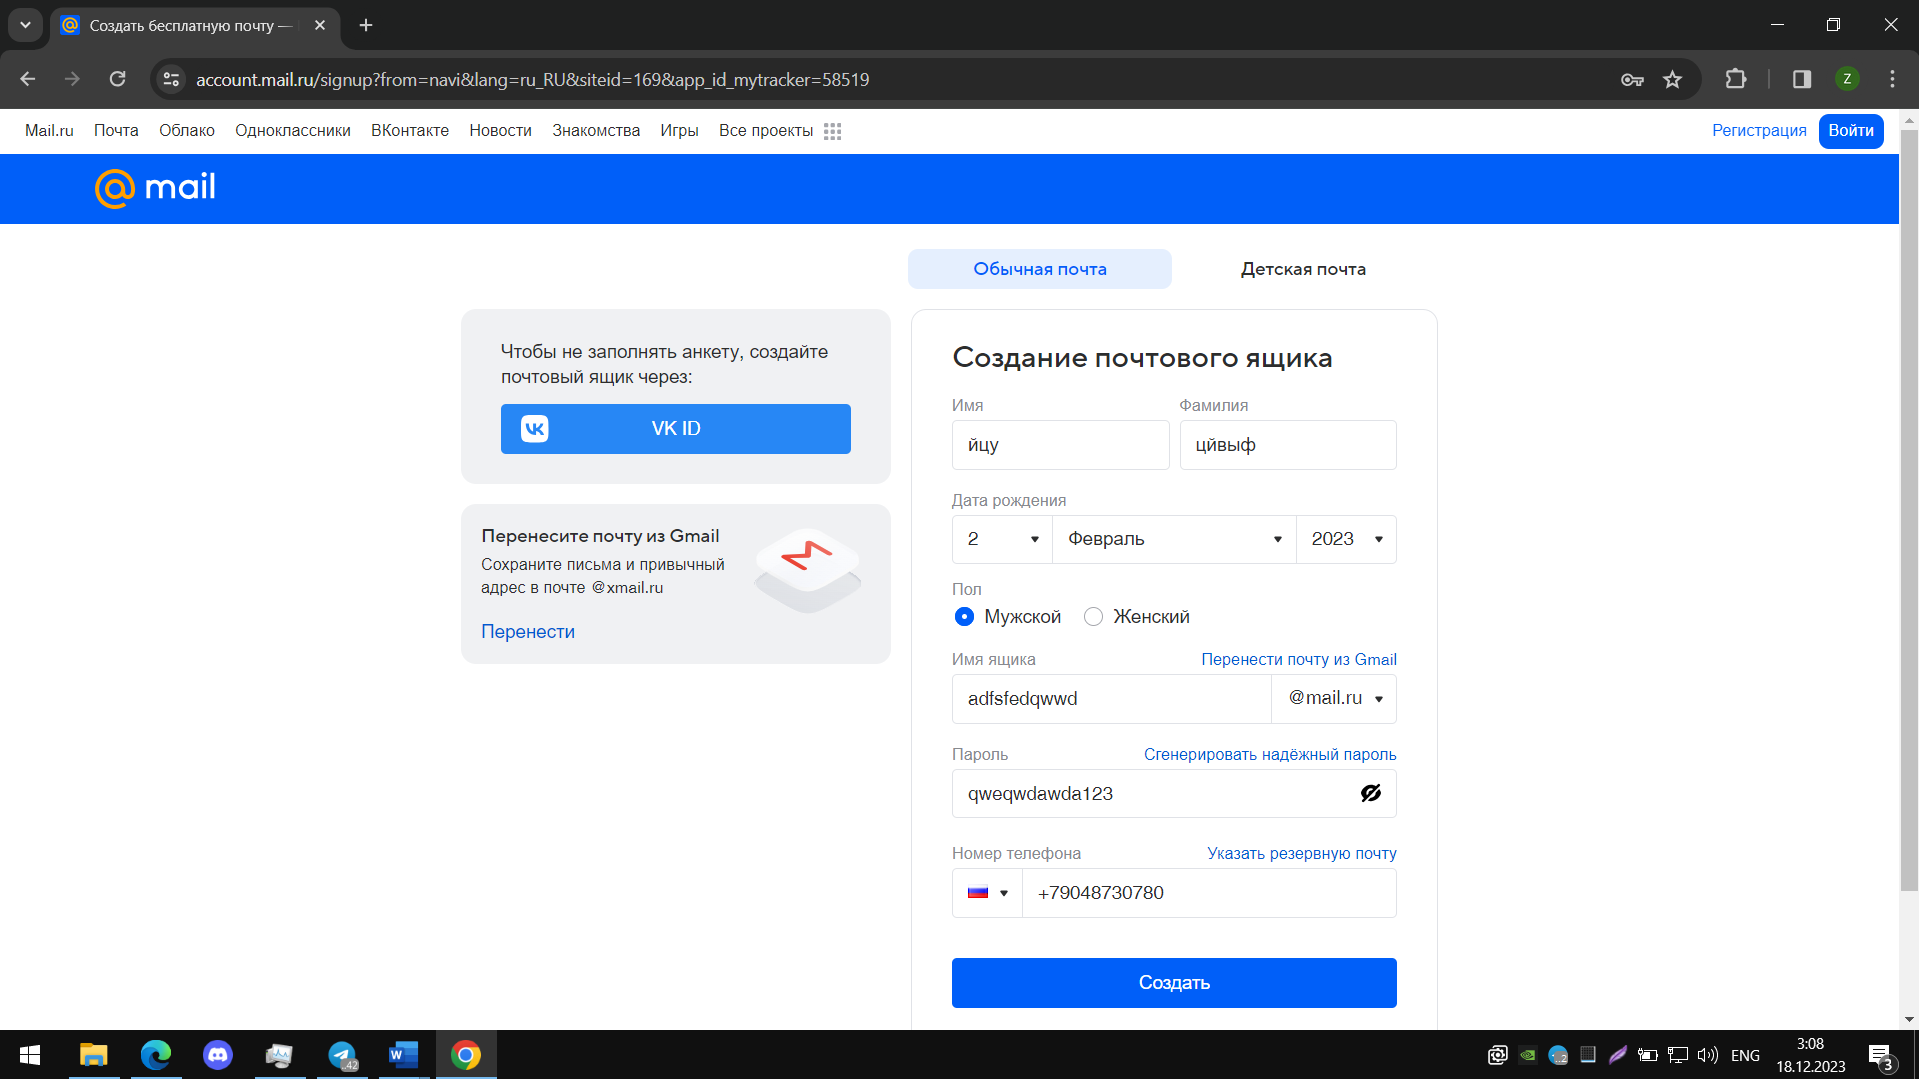 Создать бесплатную почту —
account.mail.ru/signup?from=navi&lang=ru_RU&siteid=169&app_id_mytracker=58519
Z
Mail.ru Почта Облако Одноклассники ВКонтакте Новости Знакомства Игры Все проекты Регистрация Войти
mail
Обычная почта Детская почта
Чтобы не заполнять анкету, создайте
почтовый ящик через:
VK ID
Перенесите почту из Gmail
Сохраните письма и привычный
адрес в почте @xmail.ru
Перенести
Создание почтового ящика
Имя Фамилия
йцу цйвыф
Дата рождения
2 Февраль 2023
Пол
Мужской Женский
Имя ящика Перенести почту из Gmail
adfsfedqwwd @mail.ru
Пароль Сгенерировать надёжный пароль
qweqwdawda123
Номер телефона Указать резервную почту
+79048730780
Создать
42
W
..2
ENG
3:08
18.12.2023
3